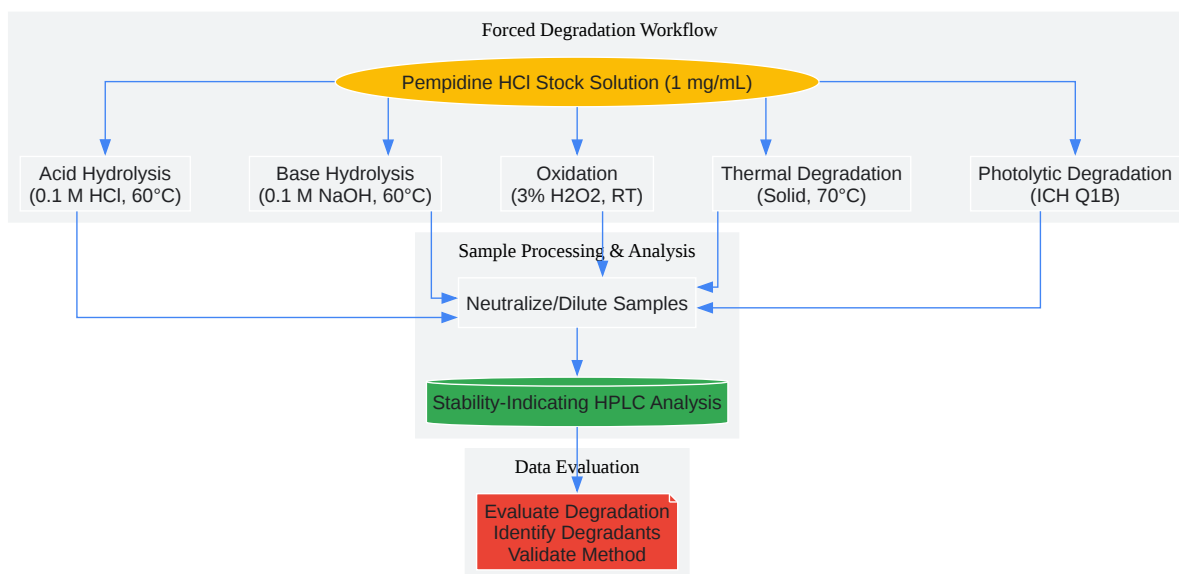 Forced Degradation Workflow
Pempidine HCl Stock Solution (1 mg/mL)
Acid Hydrolysis
(0.1 M HCl, 60°C)
Base Hydrolysis
(0.1 M NaOH, 60°C)
Oxidation
(3% H2O2, RT)
Thermal Degradation
(Solid, 70°C)
Photolytic Degradation
(ICH Q1B)
Sample Processing & Analysis
Neutralize/Dilute Samples
Stability-Indicating HPLC Analysis
Data Evaluation
Evaluate Degradation
Identify Degradants
Validate Method